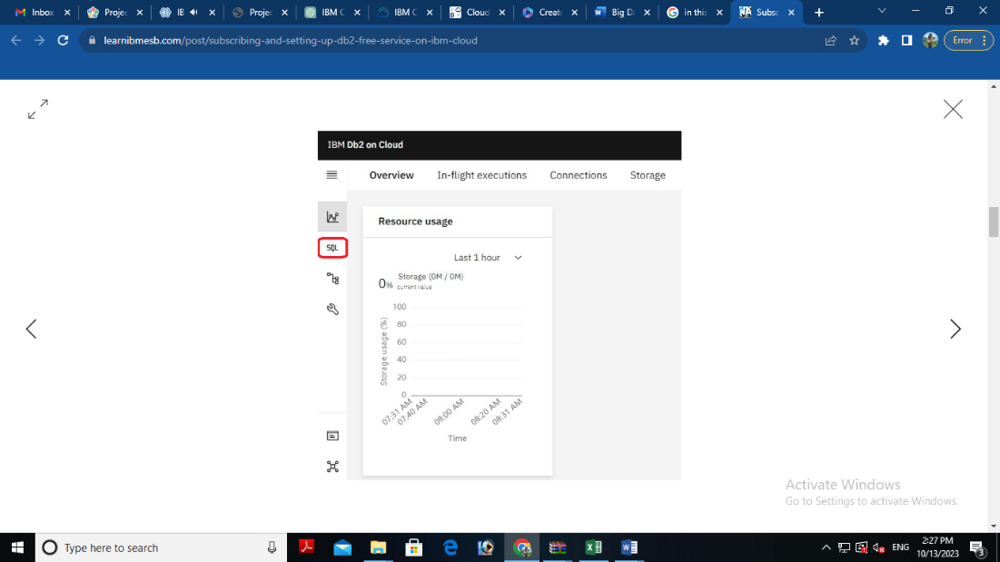 Inbox
Projec
IE
Projec
IBM C
IBM C
Cloud
Creat
Big D
in this
Subsc
learnibmesb.com/post/subscribing-and-setting-up-db2-free-service-on-ibm-cloud
Error
IBM Db2 on Cloud
Overview In-flight executions Connections Storage
Resource usage
SQL
Last 1 hour
Storage (0M / 0M)
0% current value
100
80
60
40
20
0
Storage usage (%)
07:31 AM 07:40 AM 08:00 AM 08:20 AM 08:31 AM
Time
Activate Windows
Go to Settings to activate Windows.
Type here to search
ENG
2:27 PM
10/13/2023
3